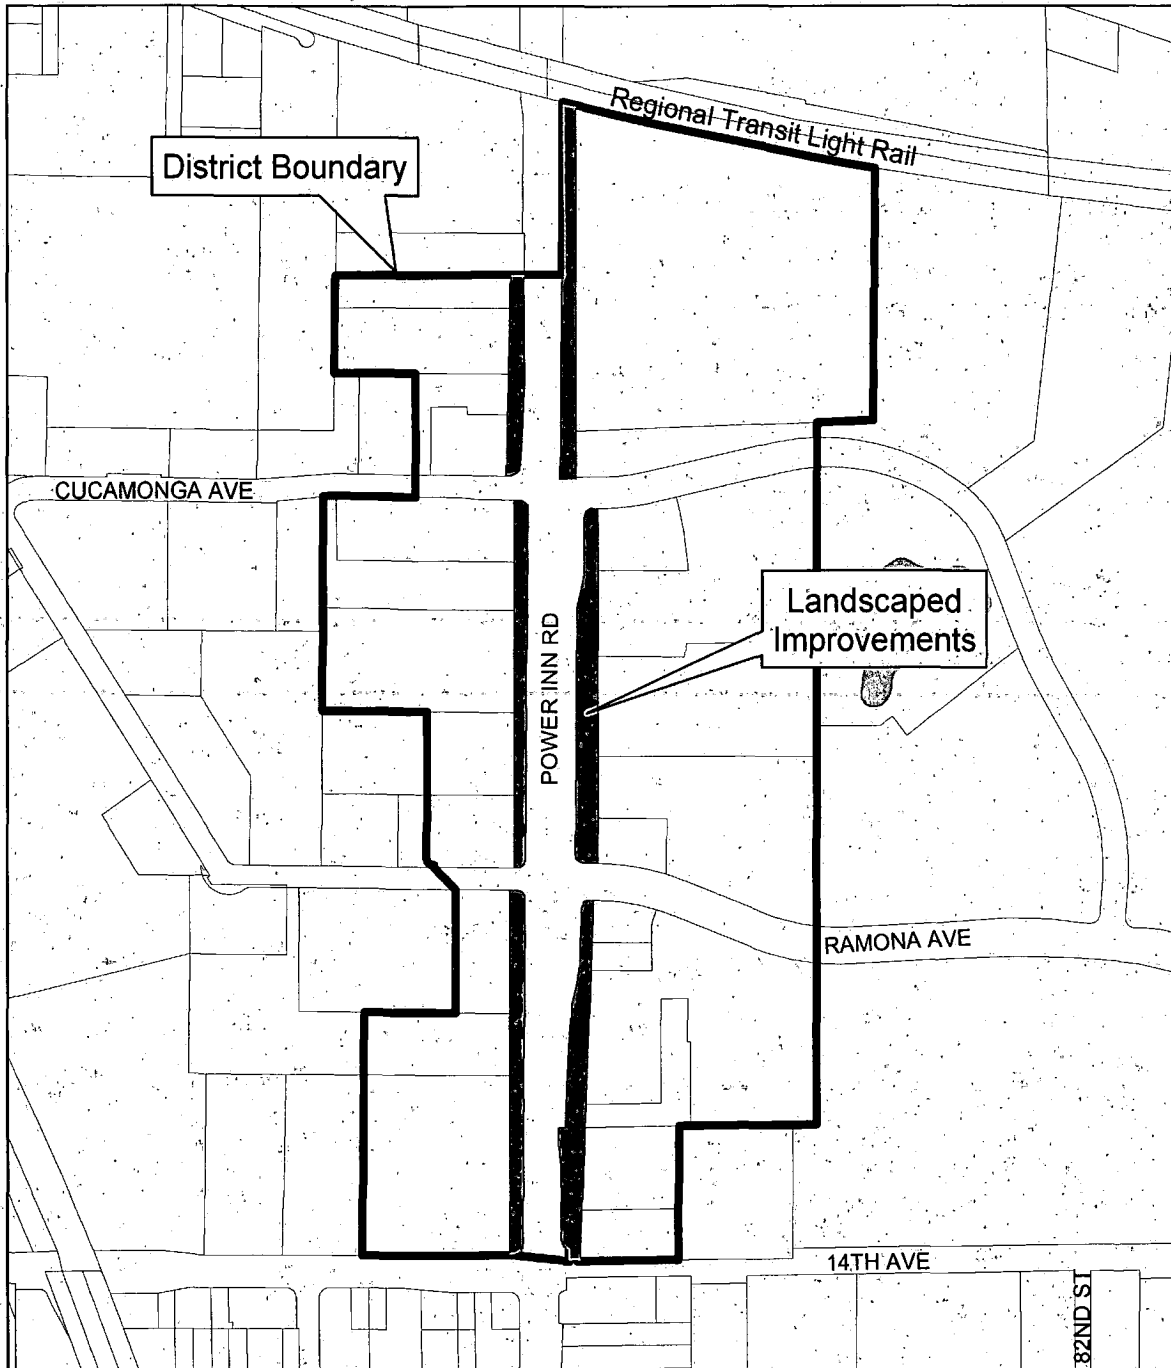 Regional Transit Light Rail
District Boundary
CUCAMONGA AVE
Landscaped
Improvements
POWER INN RD
RAMONA AVE
14TH AVE
82ND ST